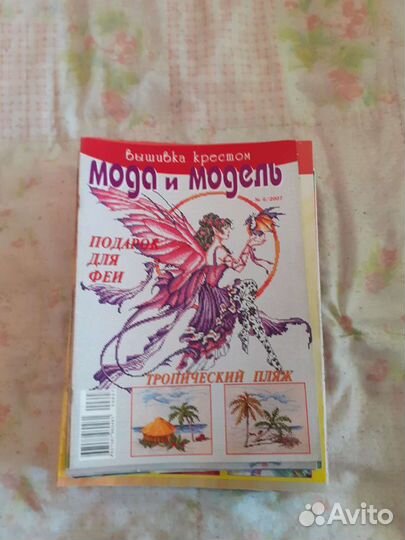 вышивка крестом
мода и модель
№ 6/2007
ПОДАРОК
ДЛЯ
ФЕИ
ТРОПИЧЕСКИЙ ПЛЯЖ
Avito